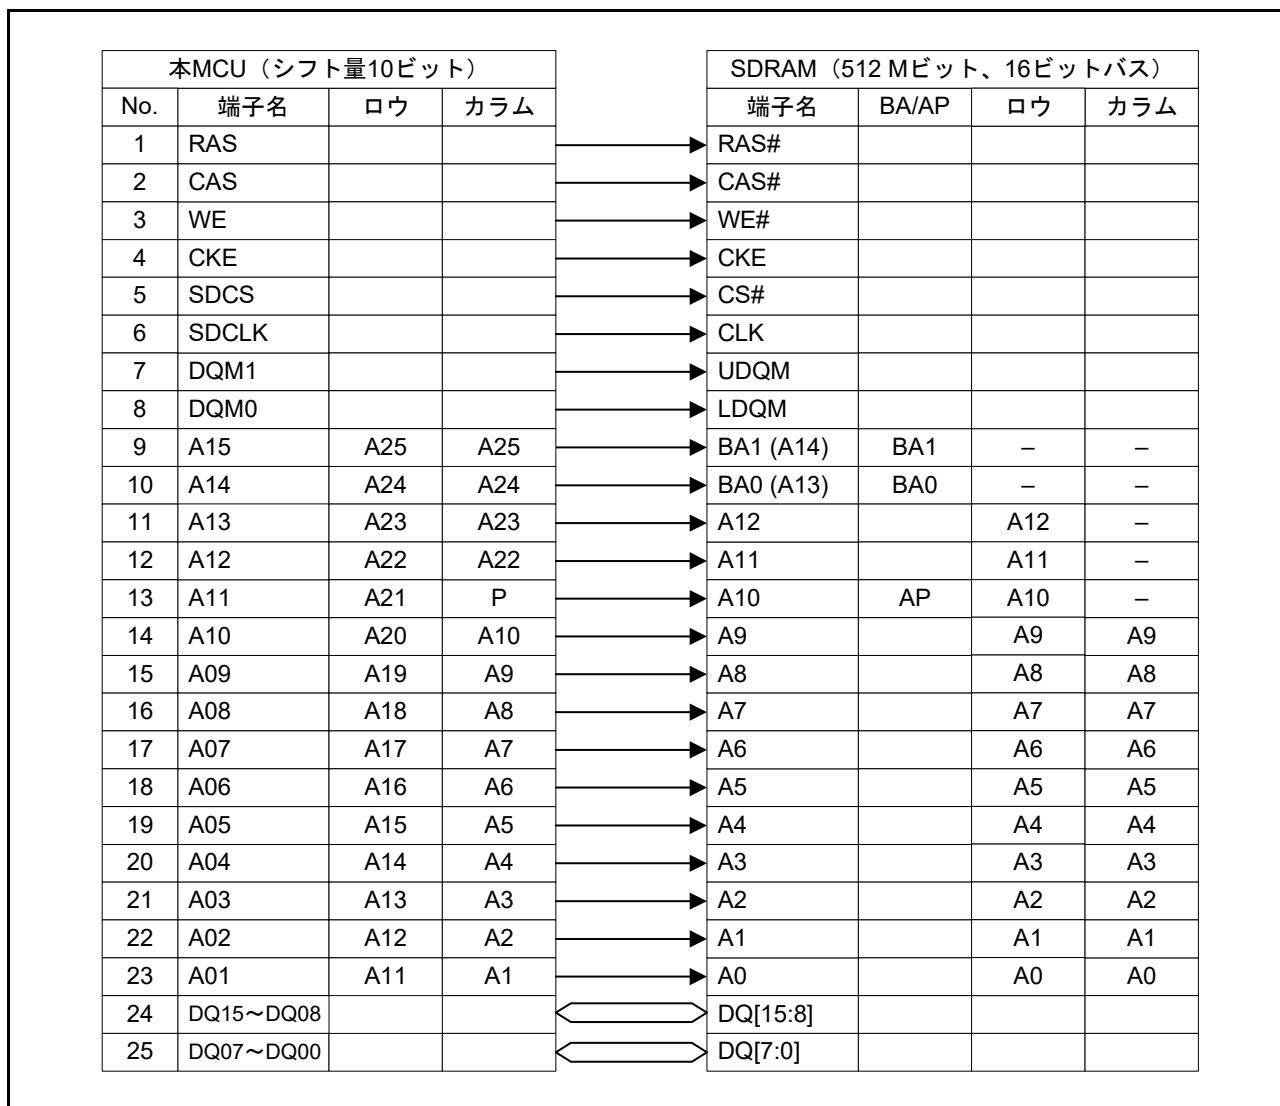 本MCU（シフト量10ビット） SDRAM（512 Mビット、16ビットバス）
No. 端子名 ロウ カラム 端子名 BA/AP ロウ カラム
1 RAS RAS#
2 CAS CAS#
3 WE WE#
4 CKE CKE
5 SDCS CS#
6 SDCLK CLK
7 DQM1 UDQM
8 DQM0 LDQM
9 A15 A25 A25 BA1 (A14) BA1 – –
10 A14 A24 A24 BA0 (A13) BA0 – –
11 A13 A23 A23 A12 A12 –
12 A12 A22 A22 A11 A11 –
13 A11 A21 P A10 AP A10 –
14 A10 A20 A10 A9 A9 A9
15 A09 A19 A9 A8 A8 A8
16 A08 A18 A8 A7 A7 A7
17 A07 A17 A7 A6 A6 A6
18 A06 A16 A6 A5 A5 A5
19 A05 A15 A5 A4 A4 A4
20 A04 A14 A4 A3 A3 A3
21 A03 A13 A3 A2 A2 A2
22 A02 A12 A2 A1 A1 A1
23 A01 A11 A1 A0 A0 A0
24 DQ15～DQ08 DQ[15:8]
25 DQ07～DQ00 DQ[7:0]